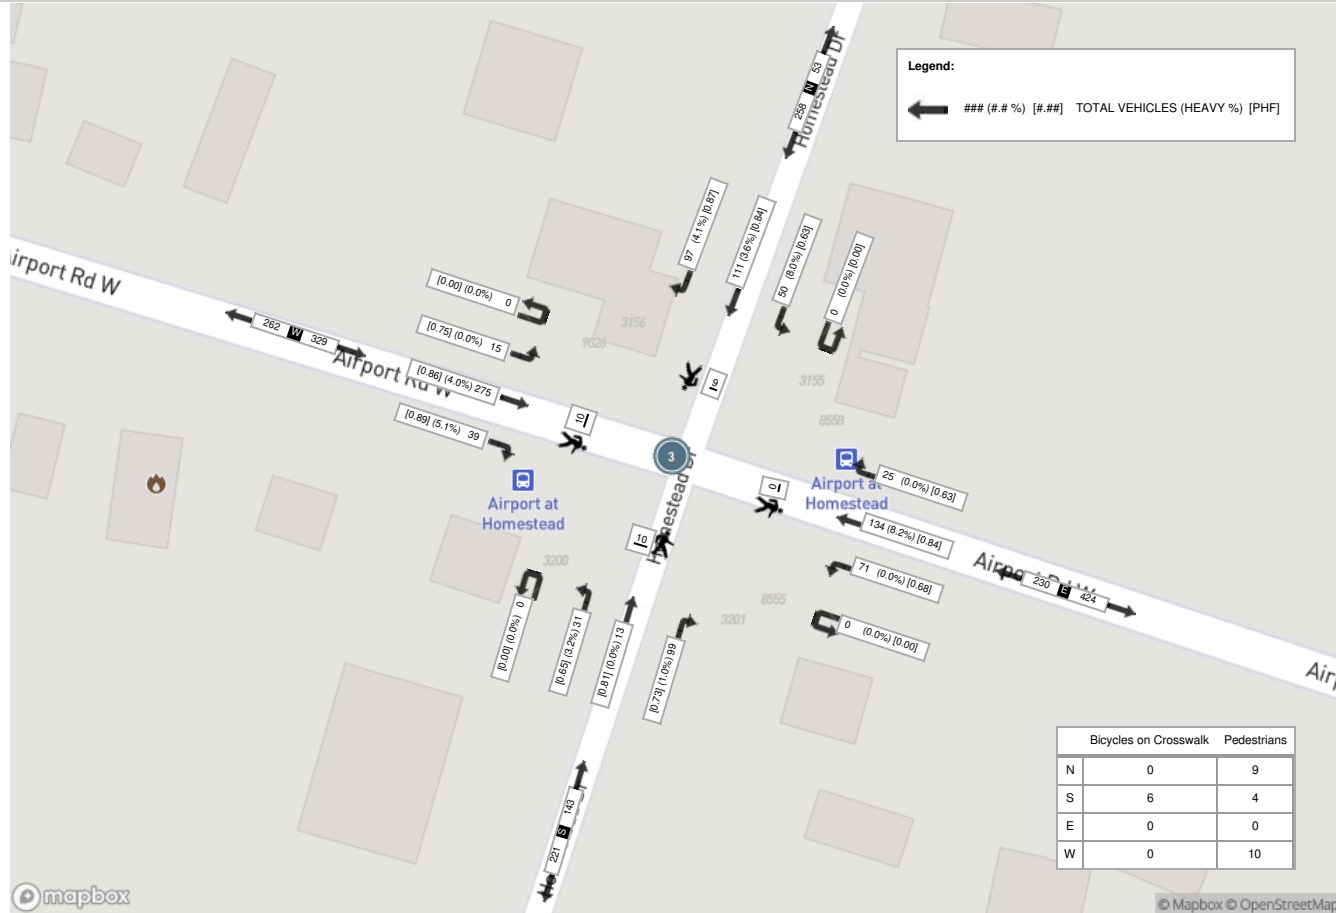 Homestead Dr
53
N
258
Legend:
### (#.# %) [#.##] TOTAL VEHICLES (HEAVY %) [PHF]
97 (4.1%) [0.87]
111 (3.6%) [0.84]
50 (8.0%) [0.63]
0 (0.0%) [0.00]
Airport Rd W
[0.00] (0.0%) 0
[0.75] (0.0%) 15
[0.86] (4.0%) 275
[0.89] (5.1%) 39
262 W 329
Airport Rd W
3156
9026
3155
8558
9
10
3
0
10
Homestead Dr
Airport at
Homestead
Airport at
Homestead
25 (0.0%) [0.63]
134 (8.2%) [0.84]
71 (0.0%) [0.68]
0 (0.0%) [0.00]
Airport Rd W
230 E 424
3200
8555
3201
[0.00] (0.0%) 0
[0.65] (3.2%) 31
[0.81] (0.0%) 13
[0.73] (1.0%) 99
143
S
221
Bicycles on Crosswalk Pedestrians
N 0 9
S 6 4
E 0 0
W 0 10
mapbox
© Mapbox © OpenStreetMap